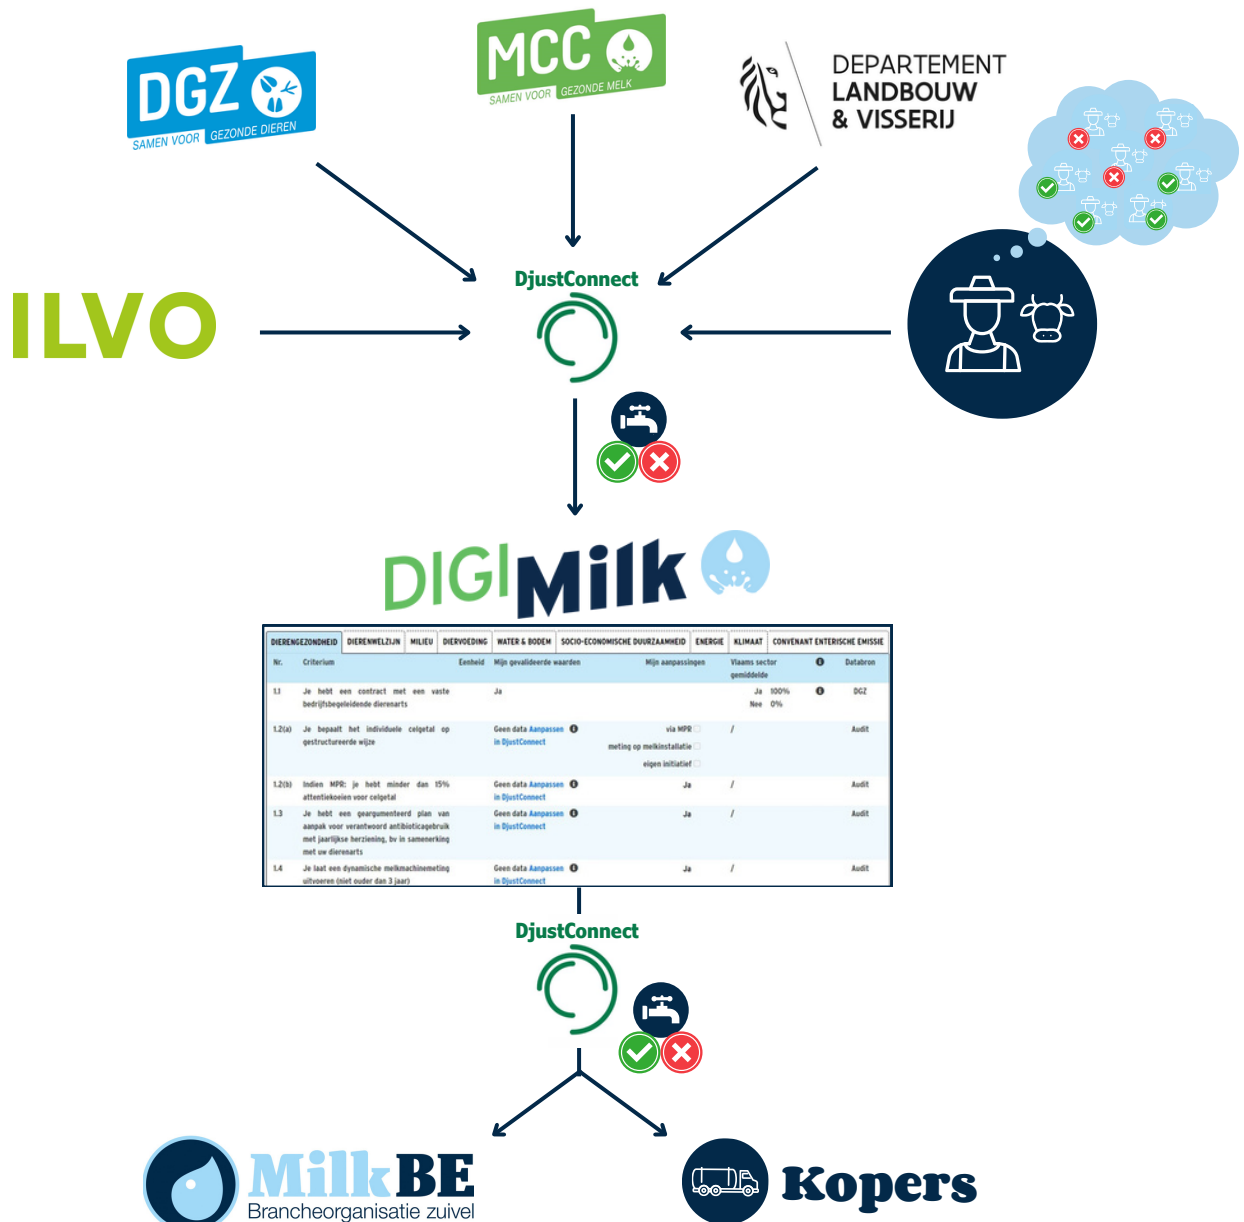 DGZ
SAMEN VOOR GEZONDE DIEREN
MCC
SAMEN VOOR GEZONDE MELK
DEPARTEMENT
LANDBOUW
& VISSERIJ
ILVO
DjustConnect
DIGIMilk
DIERENGEZONDHEID DIERENWELZIJN MILIEU DIERVOEDING WATER & BODEM SOCIO-ECONOMISCHE DUURZAAMHEID ENERGIE KLIMAAT CONVENANT ENTERISCHE EMISSIE
Nr. Criterium Eenheid Mijn gevalideerde waarden Mijn aanpassingen Vlaams sector Databron
gemiddelde
1.1 Je hebt een contract met een vaste Ja Ja 100% DGZ
bedrijfsbegeleidende dierenarts Nee 0%
1.2(a) Je bepaalt het individuele celgetal op Geen data Aanpassen via MPR / Audit
gestructureerde wijze in DjustConnect meting op melkinstallatie
eigen initiatief
1.2(b) Indien MPR: je hebt minder dan 15% Geen data Aanpassen Ja / Audit
attentiekoeien voor celgetal in DjustConnect
1.3 Je hebt een geargumenteerd plan van Geen data Aanpassen Ja / Audit
aanpak voor verantwoord antibioticagebruik in DjustConnect
met jaarlijkse herziening, bv in samenerking
met uw dierenarts
1.4 Je laat een dynamische melkmachinemeting Geen data Aanpassen Ja / Audit
uitvoeren (niet ouder dan 3 jaar) in DjustConnect
DjustConnect
MilkBE
Brancheorganisatie zuivel
Kopers